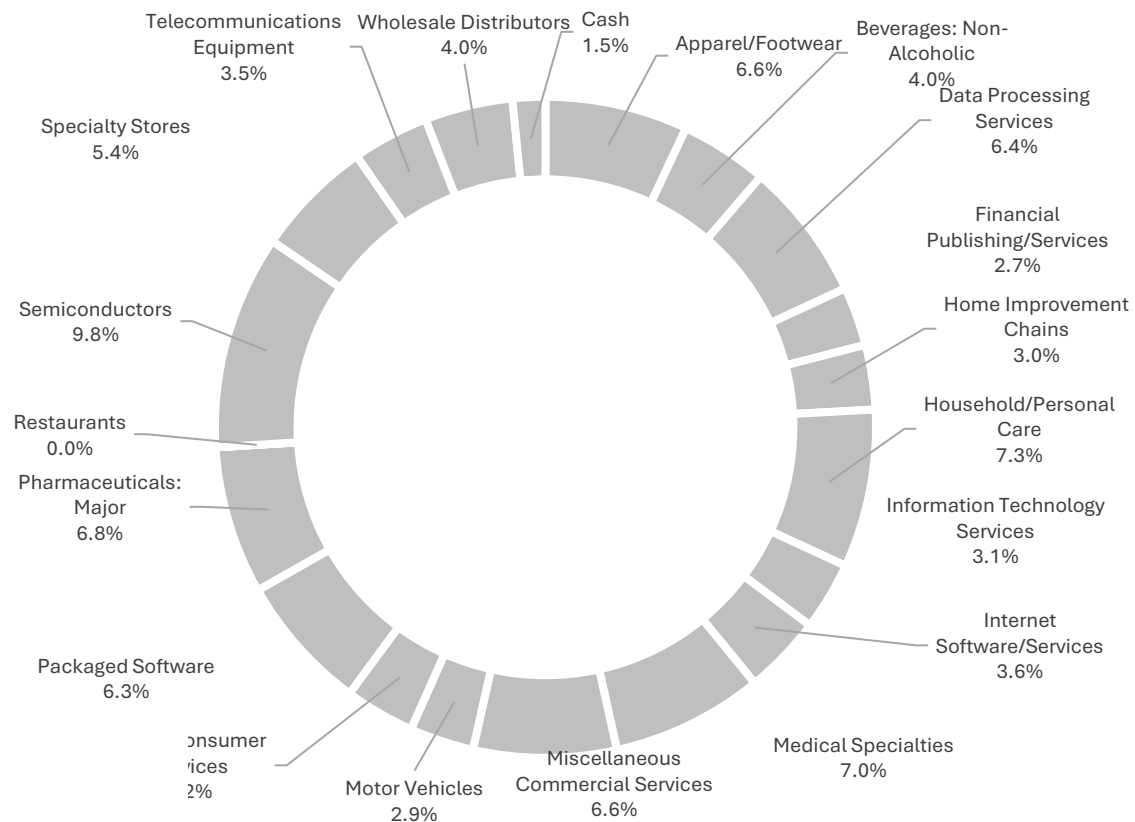 Telecommunications
Equipment
3.5%
Wholesale Distributors
4.0%
Cash
1.5%
Apparel/Footwear
6.6%
Beverages: Non-
Alcoholic
4.0%
Data Processing
Services
6.4%
Financial
Publishing/Services
2.7%
Home Improvement
Chains
3.0%
Household/Personal
Care
7.3%
Information Technology
Services
3.1%
Internet
Software/Services
3.6%
Medical Specialties
7.0%
Miscellaneous
Commercial Services
6.6%
Motor Vehicles
2.9%
onsumer
ices
2%
Packaged Software
6.3%
Pharmaceuticals:
Major
6.8%
Restaurants
0.0%
Semiconductors
9.8%
Specialty Stores
5.4%